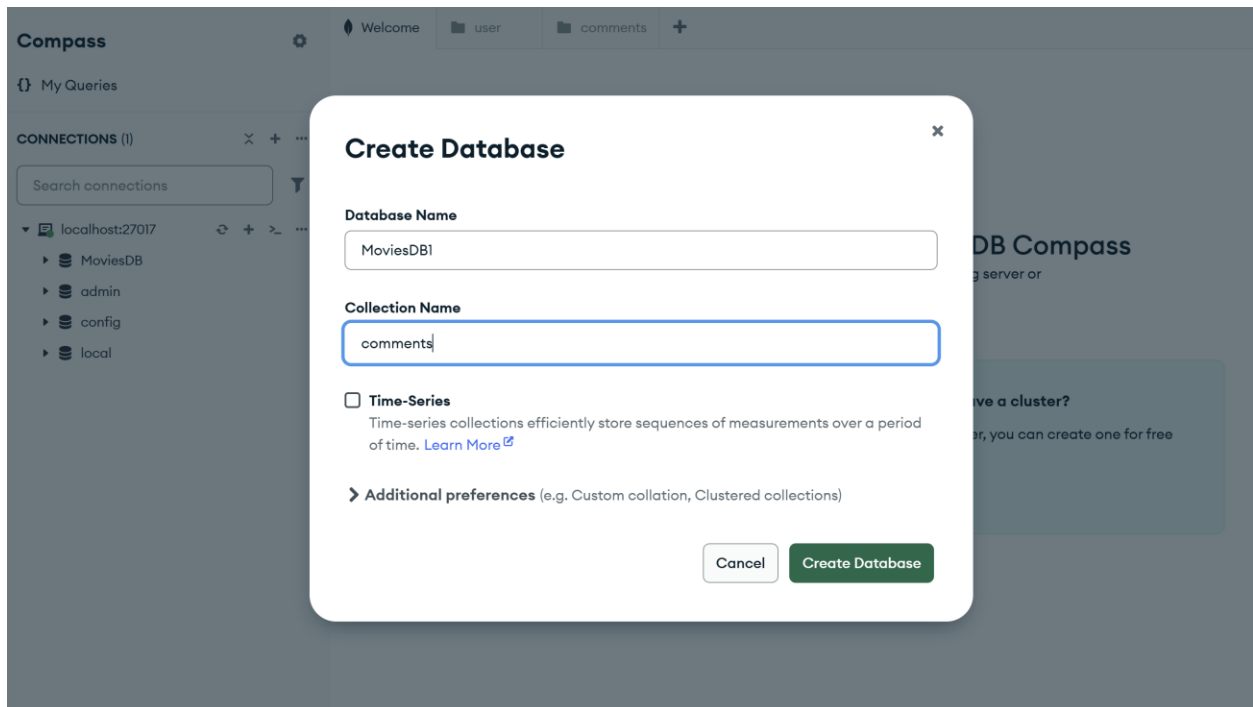 Compass
{} My Queries
CONNECTIONS (1)
Search connections
localhost:27017
MoviesDB
admin
config
local
Welcome
user
comments
DB Compass
g server or
ve a cluster?
er, you can create one for free
Create Database
Database Name
MoviesDB1
Collection Name
comments
Time-Series
Time-series collections efficiently store sequences of measurements over a period
of time. Learn More
Additional preferences (e.g. Custom collation, Clustered collections)
Cancel
Create Database